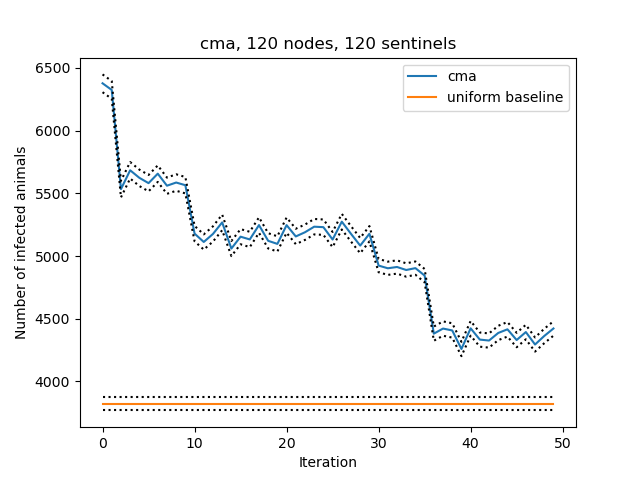 cma, 120 nodes, 120 sentinels
6500
6000
5500
5000
4500
4000
Number of infected animals
cma
uniform baseline
0 10 20 30 40 50
Iteration